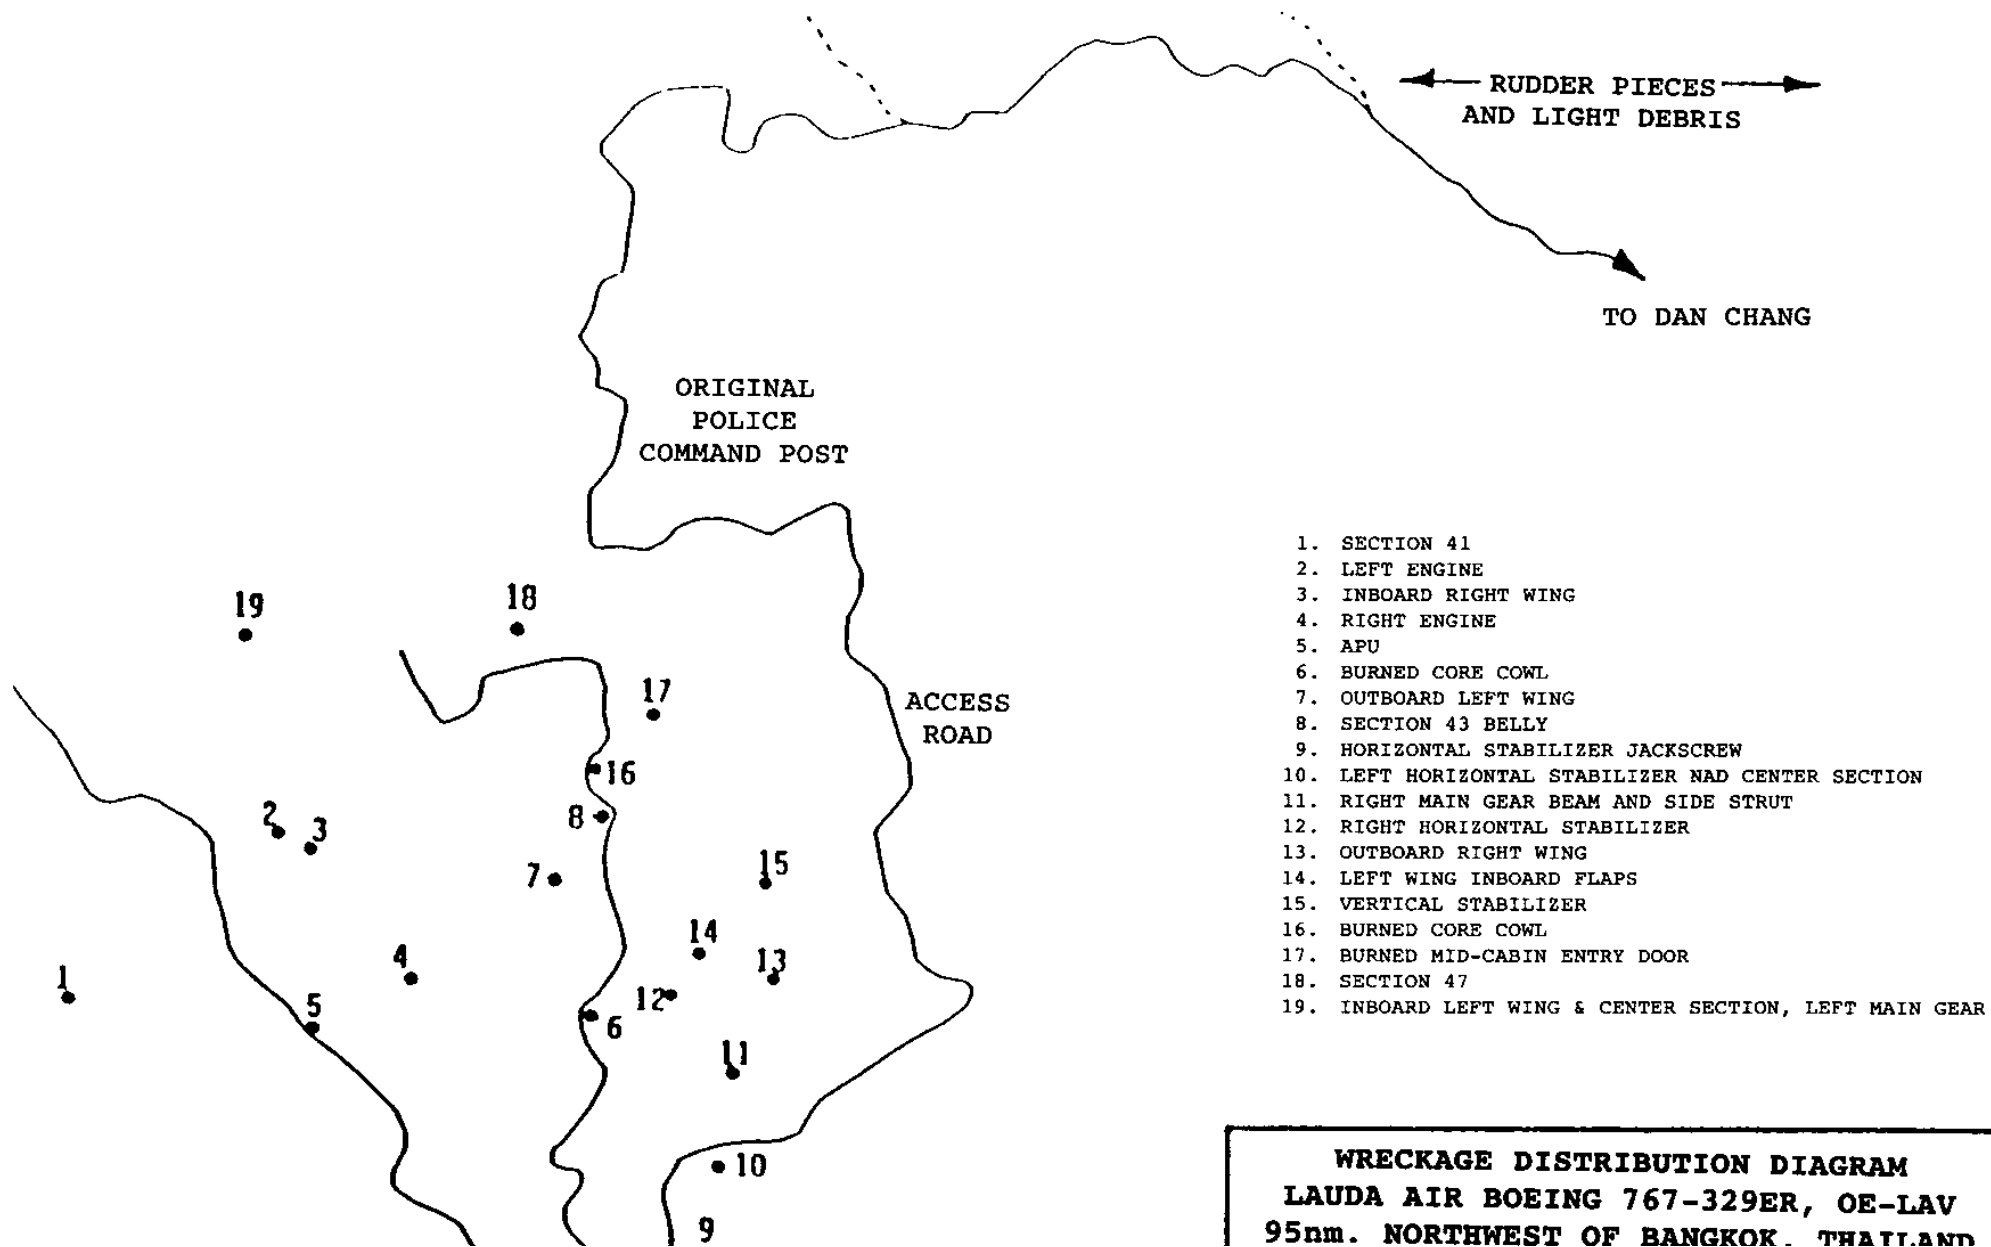 RUDDER PIECES
AND LIGHT DEBRIS
TO DAN CHANG
ORIGINAL
POLICE
COMMAND POST
ACCESS
ROAD
19
18
17
16
8
2
3
7
15
14
4
13
1
12
5
6
11
10
9
1. SECTION 41
2. LEFT ENGINE
3. INBOARD RIGHT WING
4. RIGHT ENGINE
5. APU
6. BURNED CORE COWL
7. OUTBOARD LEFT WING
8. SECTION 43 BELLY
9. HORIZONTAL STABILIZER JACKSCREW
10. LEFT HORIZONTAL STABILIZER NAD CENTER SECTION
11. RIGHT MAIN GEAR BEAM AND SIDE STRUT
12. RIGHT HORIZONTAL STABILIZER
13. OUTBOARD RIGHT WING
14. LEFT WING INBOARD FLAPS
15. VERTICAL STABILIZER
16. BURNED CORE COWL
17. BURNED MID-CABIN ENTRY DOOR
18. SECTION 47
19. INBOARD LEFT WING & CENTER SECTION, LEFT MAIN GEAR
WRECKAGE DISTRIBUTION DIAGRAM
LAUDA AIR BOEING 767-329ER, OE-LAV
95nm. NORTHWEST OF BANGKOK, THAILAND